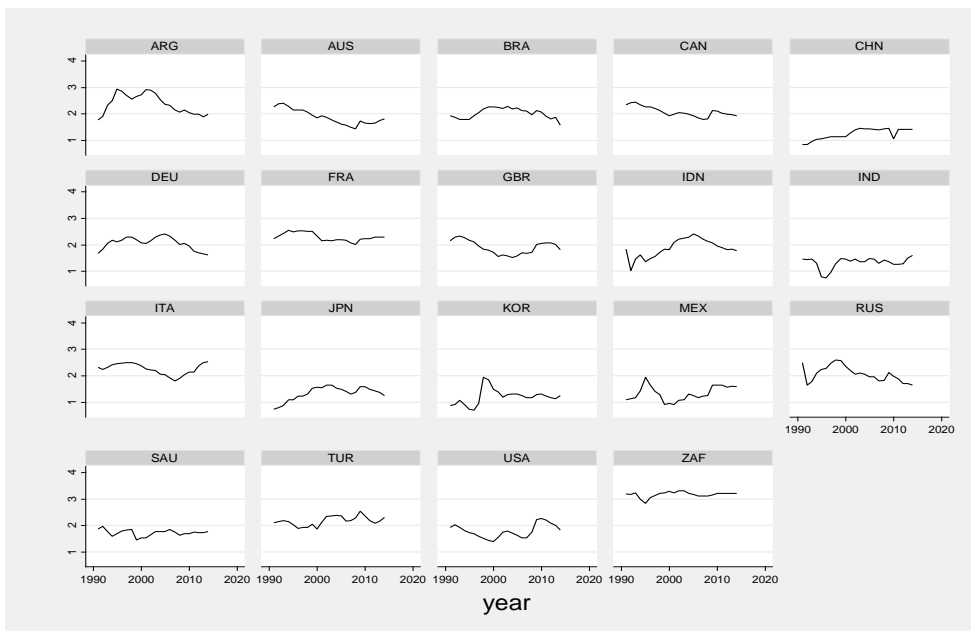 ARG AUS BRA CAN CHN
4
3
2
1
DEU FRA GBR IDN IND
4
3
2
1
ITA JPN KOR MEX RUS
4
3
2
1
1990 2000 2010 2020
SAU TUR USA ZAF
4
3
2
1
1990 2000 2010 2020 1990 2000 2010 2020 1990 2000 2010 2020 1990 2000 2010 2020
year